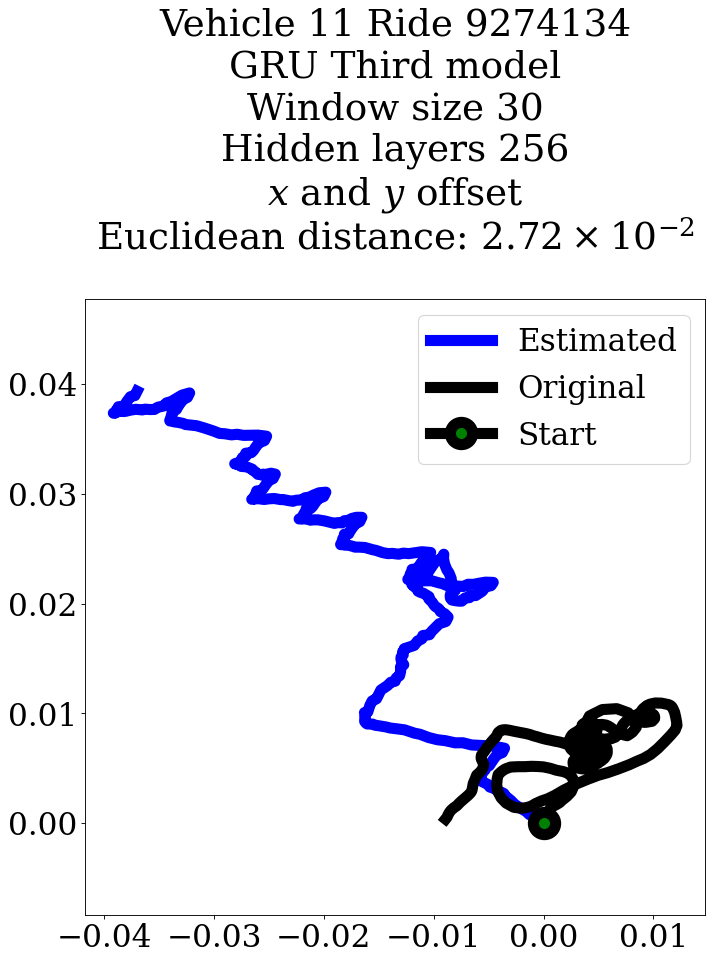 Vehicle 11 Ride 9274134
GRU Third model
Window size 30
Hidden layers 256
x and y offset
Euclidean distance: 2.72 × 10⁻²
Estimated
Original
Start
0.04
0.03
0.02
0.01
0.00
−0.04 −0.03 −0.02 −0.01 0.00 0.01